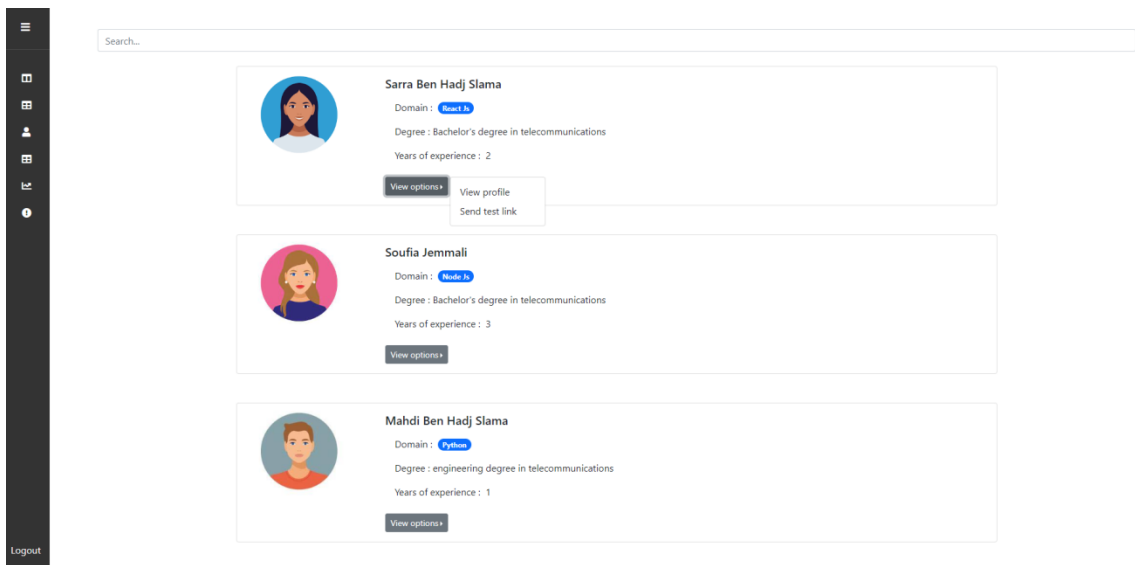 Search...
Sarra Ben Hadj Slama
Domain : React Js
Degree : Bachelor's degree in telecommunications
Years of experience : 2
View options
View profile
Send test link
Soufia Jemmali
Domain : Node Js
Degree : Bachelor's degree in telecommunications
Years of experience : 3
View options
Mahdi Ben Hadj Slama
Domain : Python
Degree : engineering degree in telecommunications
Years of experience : 1
View options
Logout